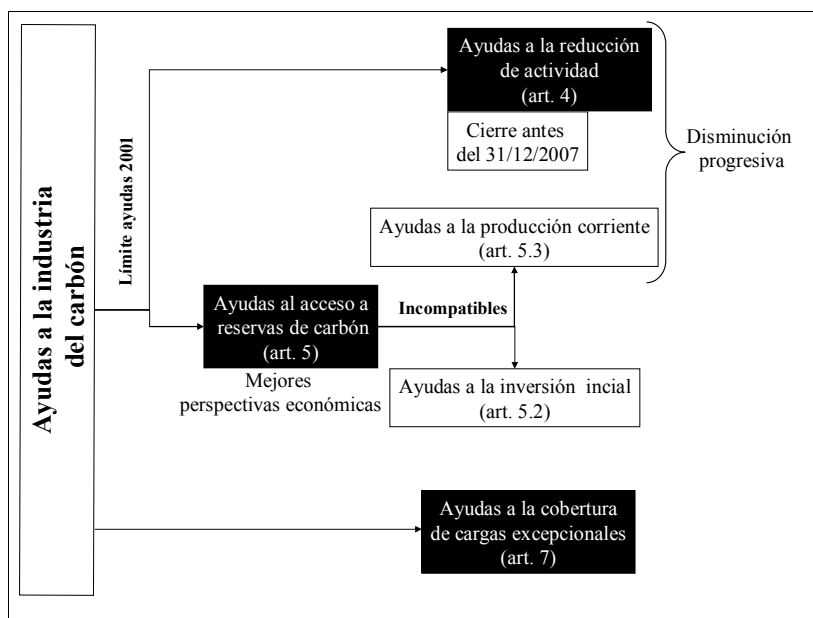 Ayudas a la industria
del carbón
Límite ayudas 2001
Ayudas a la reducción
de actividad
(art. 4)
Cierre antes
del 31/12/2007
Disminución
progresiva
Ayudas a la producción corriente
(art. 5.3)
Ayudas al acceso a
reservas de carbón
(art. 5)
Incompatibles
Mejores
perspectivas económicas
Ayudas a la inversión incial
(art. 5.2)
Ayudas a la cobertura
de cargas excepcionales
(art. 7)